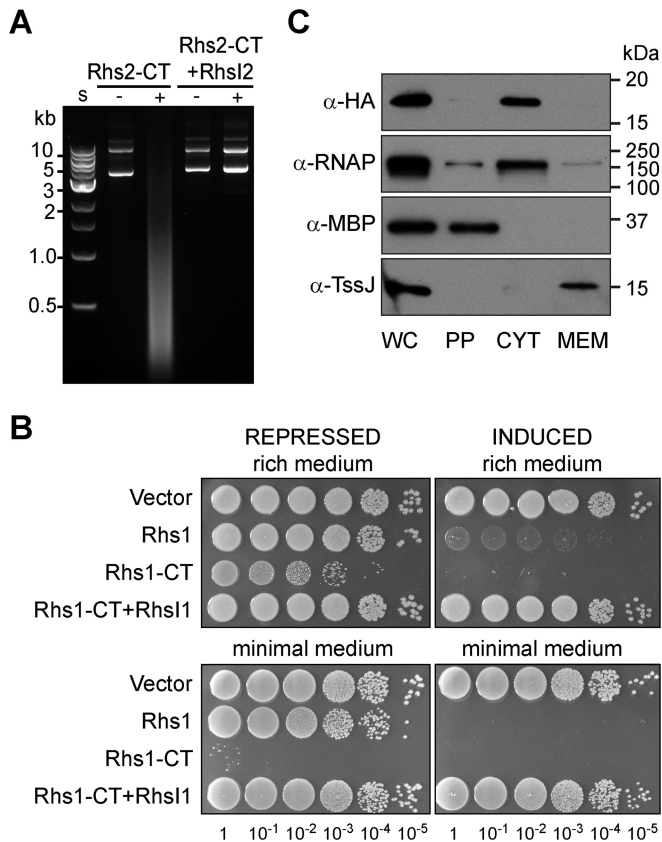 A
Rhs2-CT
Rhs2-CT
+RhsI2
s - + - +
kb
10
5
3
2
1.0
0.5
C
kDa
α-HA
20
15
α-RNAP
250
150
100
α-MBP
37
α-TssJ
15
WC PP CYT MEM
B
REPRESSED
rich medium
INDUCED
rich medium
Vector
Rhs1
Rhs1-CT
Rhs1-CT+RhsI1
minimal medium
minimal medium
Vector
Rhs1
Rhs1-CT
Rhs1-CT+RhsI1
1 10-1 10-2 10-3 10-4 10-5
1 10-1 10-2 10-3 10-4 10-5